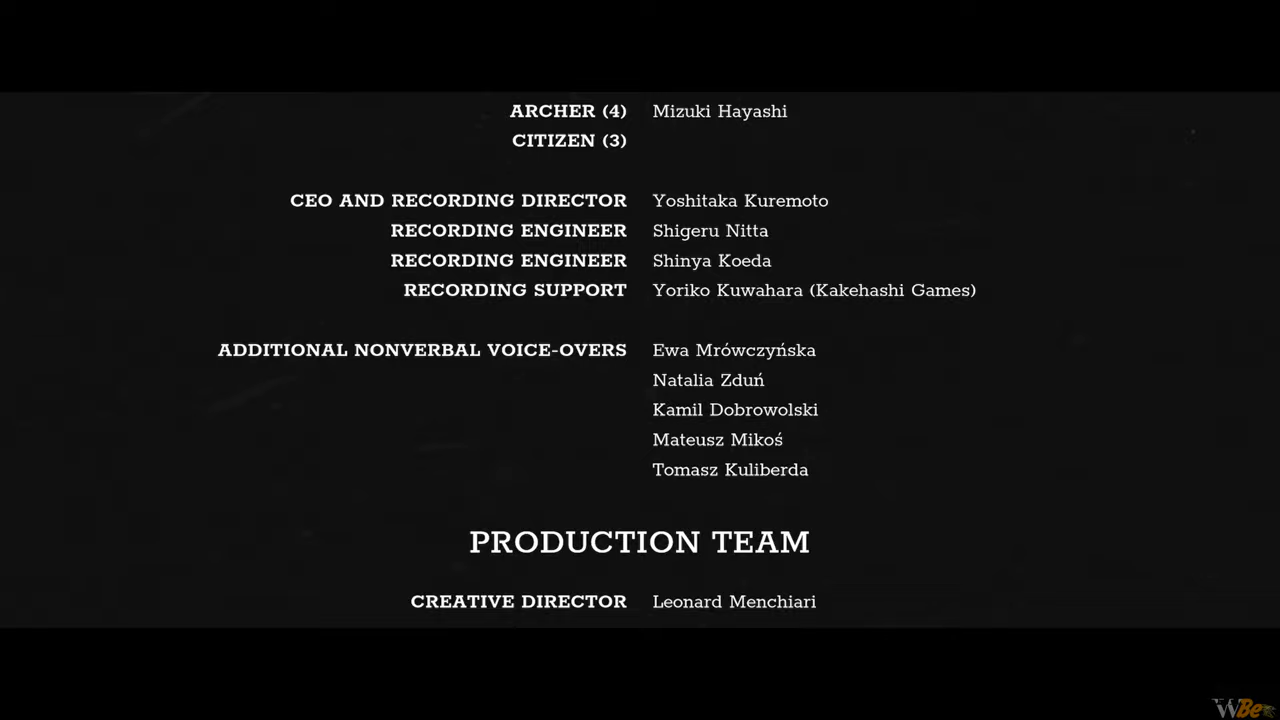 ARCHER (4) Mizuki Hayashi
CITIZEN (3)
CEO AND RECORDING DIRECTOR Yoshitaka Kuremoto
RECORDING ENGINEER Shigeru Nitta
RECORDING ENGINEER Shinya Koeda
RECORDING SUPPORT Yoriko Kuwahara (Kakehashi Games)
ADDITIONAL NONVERBAL VOICE-OVERS Ewa Mrówczyńska
Natalia Zduń
Kamil Dobrowolski
Mateusz Mikoś
Tomasz Kuliberda
PRODUCTION TEAM
CREATIVE DIRECTOR Leonard Menchiari
WBe